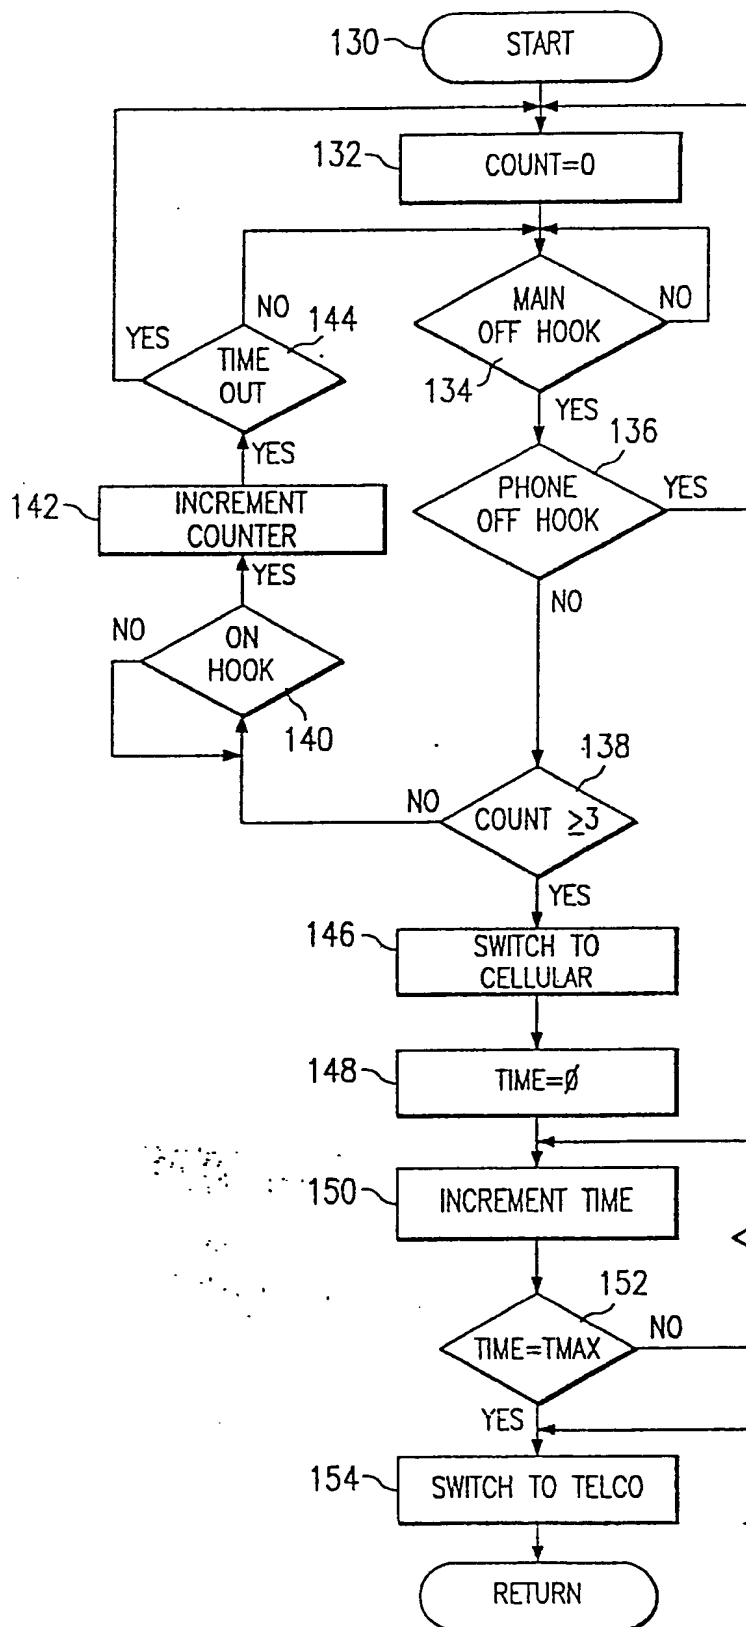 130
START
132
COUNT=0
MAIN
OFF HOOK
NO
134
YES
NO
144
YES
TIME
OUT
YES
136
PHONE
OFF HOOK
YES
NO
142
INCREMENT
COUNTER
YES
NO
ON
HOOK
140
138
NO
COUNT ≥3
YES
146
SWITCH TO
CELLULAR
148
TIME=Ø
150
INCREMENT TIME
152
TIME=TMAX
NO
YES
154
SWITCH TO TELCO
RETURN